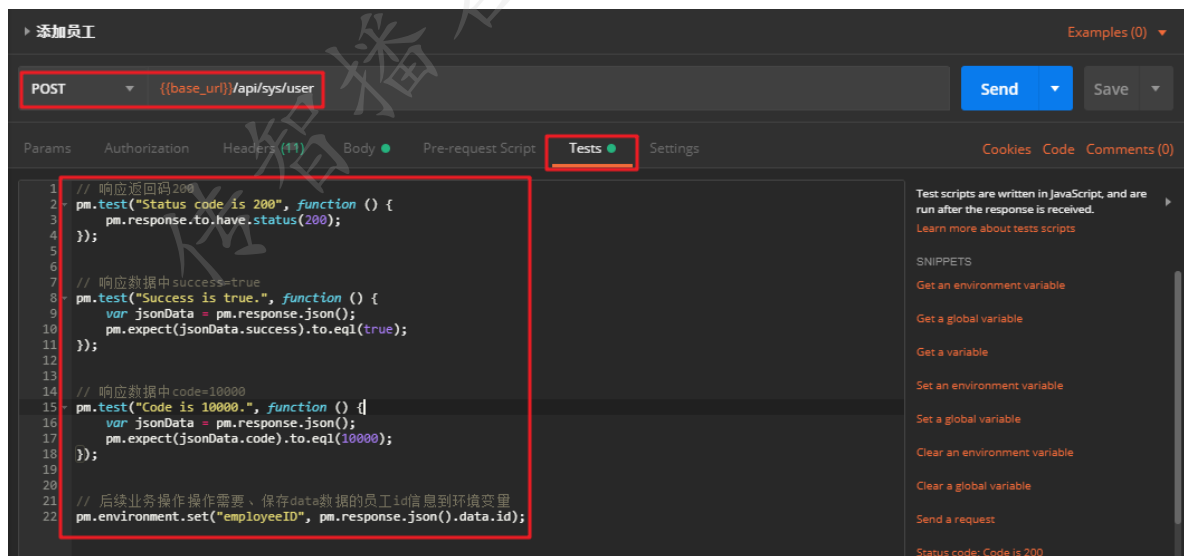 添加员工
Examples (0)
POST {{base_url}}/api/sys/user Send Save
Params Authorization Headers (11) Body Pre-request Script Tests Settings Cookies Code Comments (0)
1 // 响应返回码200
2 pm.test("Status code is 200", function () {
3 pm.response.to.have.status(200);
4 });
5
6
7 // 响应数据中success=true
8 pm.test("Success is true.", function () {
9 var jsonData = pm.response.json();
10 pm.expect(jsonData.success).to.eql(true);
11 });
12
13
14 // 响应数据中code=10000
15 pm.test("Code is 10000.", function () {
16 var jsonData = pm.response.json();
17 pm.expect(jsonData.code).to.eql(10000);
18 });
19
20
21 // 后续业务操作操作需要、保存data数据的员工id信息到环境变量
22 pm.environment.set("employeeID", pm.response.json().data.id);
Test scripts are written in JavaScript, and are
run after the response is received.
Learn more about tests scripts
SNIPPETS
Get an environment variable
Get a global variable
Get a variable
Set an environment variable
Set a global variable
Clear an environment variable
Clear a global variable
Send a request
Status code: Code is 200
传智播